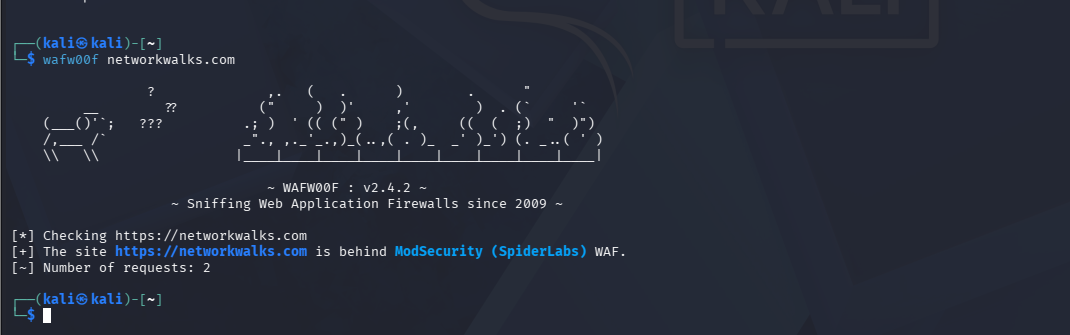 KALI
┌──(kali㉿kali)-[~]
└─$ wafw00f networkwalks.com
~ WAFW00F : v2.4.2 ~
~ Sniffing Web Application Firewalls since 2009 ~
[*] Checking https://networkwalks.com
[+] The site https://networkwalks.com is behind ModSecurity (SpiderLabs) WAF.
[~] Number of requests: 2
┌──(kali㉿kali)-[~]
└─$